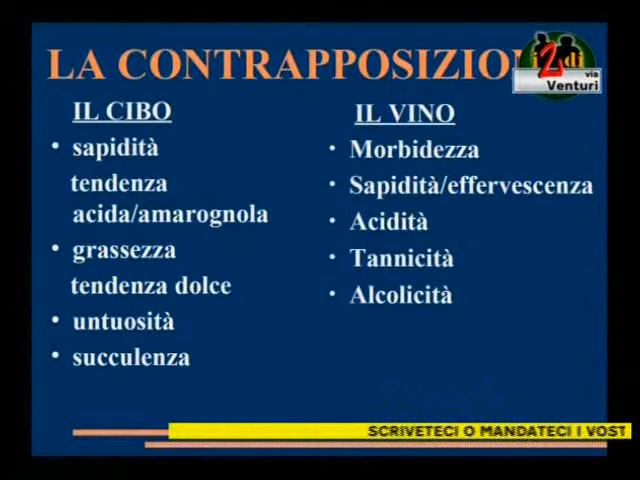 LA CONTRAPPOSIZIO
2 di
via
Venturi
IL CIBO
• sapidità
tendenza
acida/amarognola
• grassezza
tendenza dolce
• untuosità
• succulenza
IL VINO
• Morbidezza
• Sapidità/effervescenza
• Acidità
• Tannicità
• Alcolicità
SCRIVETECI O MANDATECI I VOST